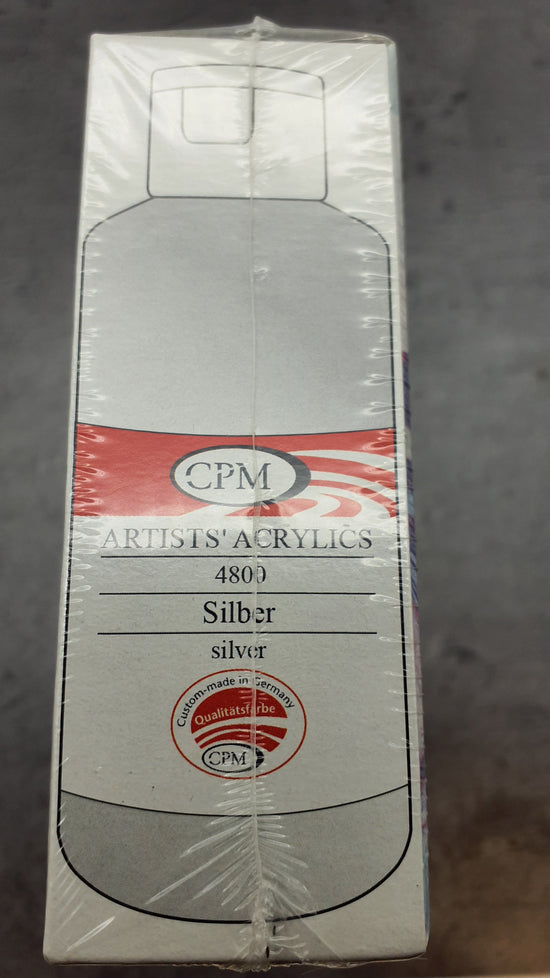 CPM
ARTISTS' ACRYLICS
4800
Silber
silver
Custom-made in Germany
Qualitätsfarbe
CPM